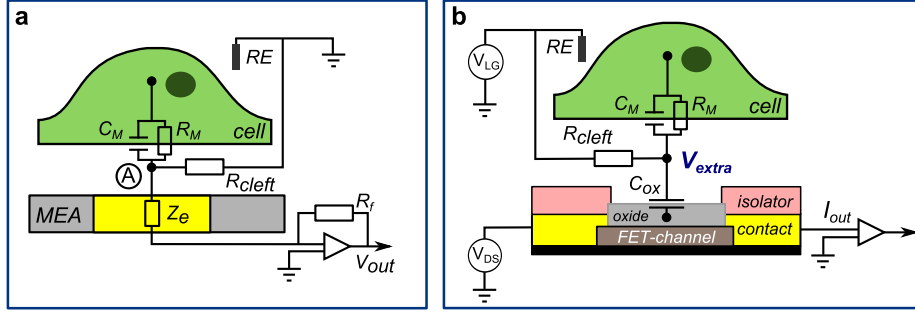 a
RE
C_M
R_M
cell
A
R_cleft
MEA
Z_e
R_f
V_out
b
V_LG
RE
C_M
R_M
cell
R_cleft
V_extra
C_ox
isolator
oxide
contact
I_out
FET-channel
V_DS